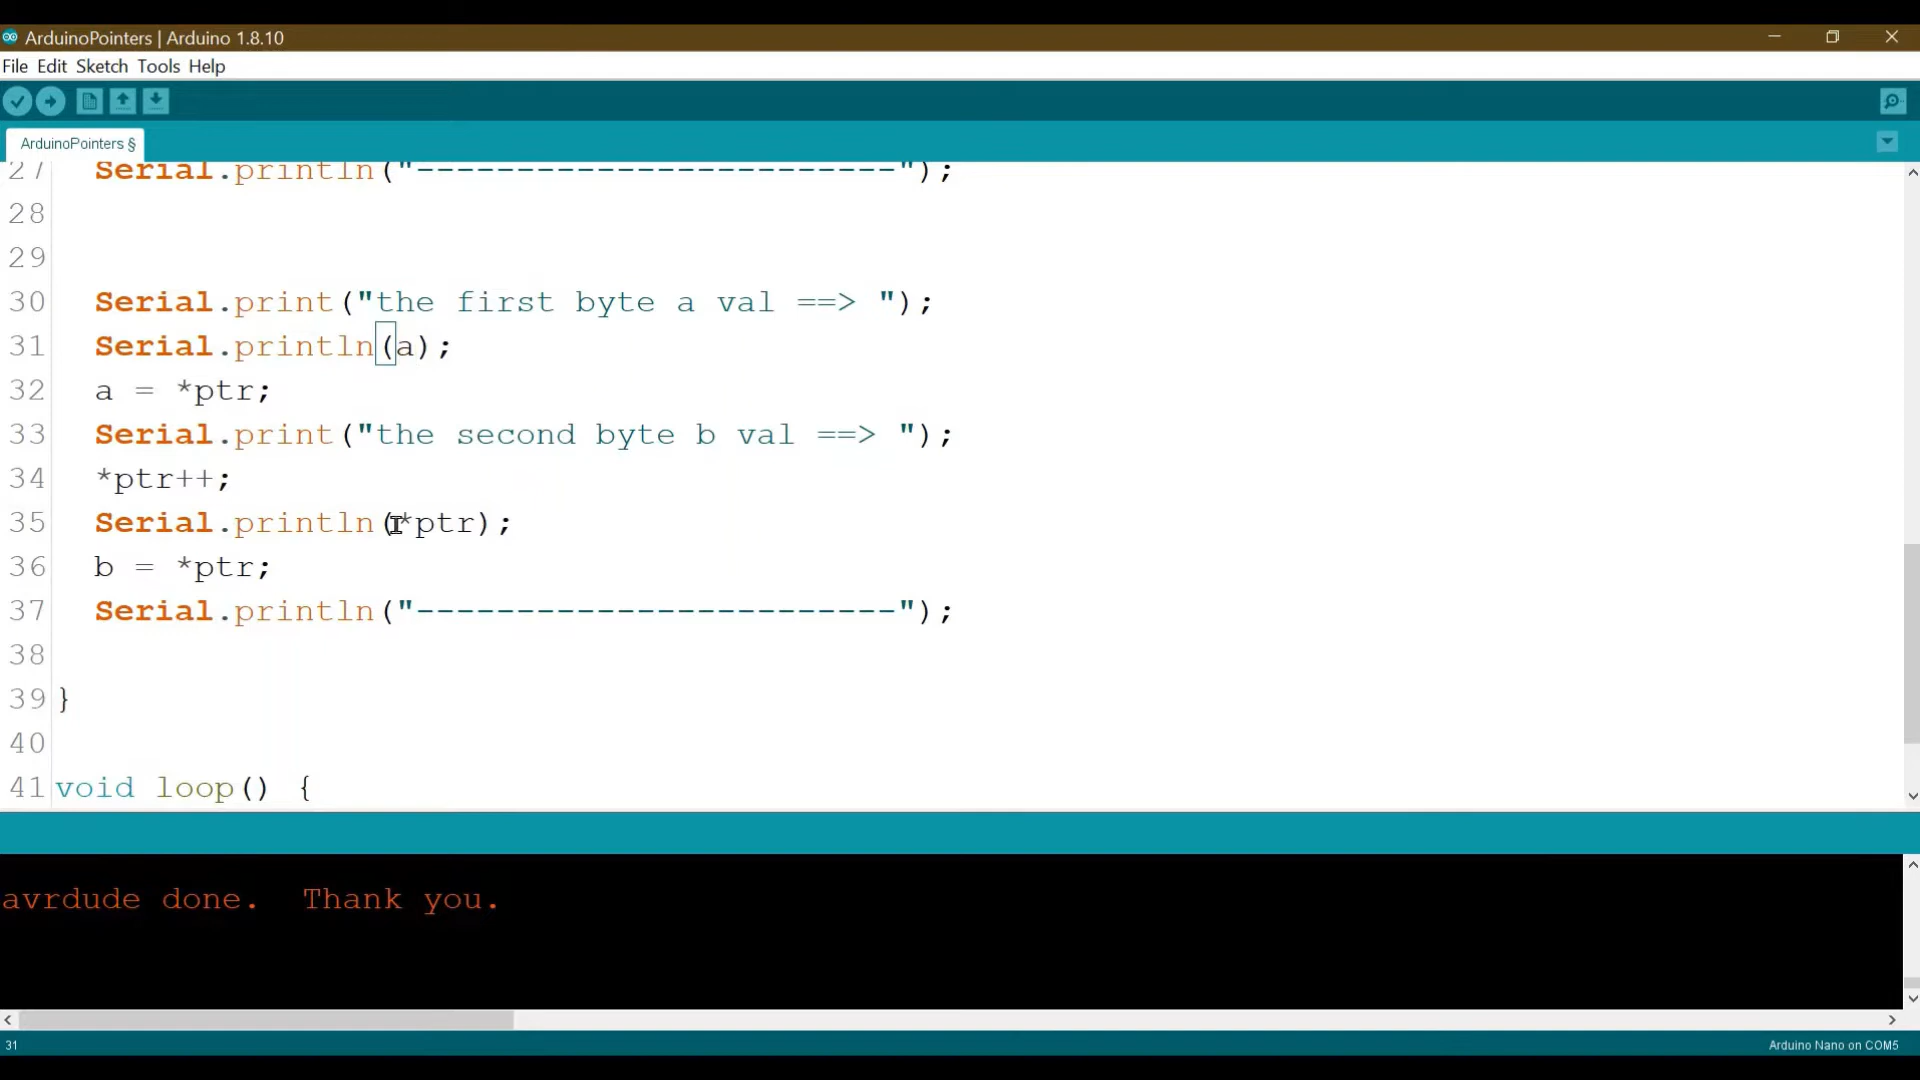 ArduinoPointers | Arduino 1.8.10
File Edit Sketch Tools Help
ArduinoPointers §
27 Serial.println("------------------------");
28
29
30 Serial.print("the first byte a val ==> ");
31 Serial.println(a);
32 a = *ptr;
33 Serial.print("the second byte b val ==> ");
34 *ptr++;
35 Serial.println(*ptr);
36 b = *ptr;
37 Serial.println("------------------------");
38
39 }
40
41 void loop() {
avrdude done.  Thank you.
31 Arduino Nano on COM5